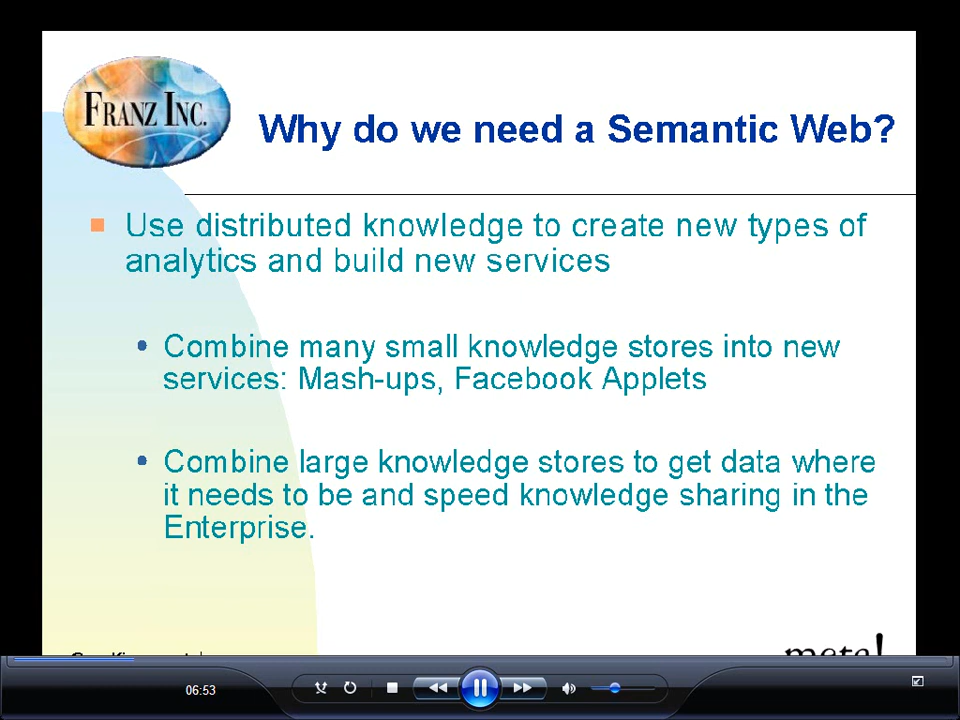 FRANZ INC.
Why do we need a Semantic Web?
Use distributed knowledge to create new types of
analytics and build new services
Combine many small knowledge stores into new
services: Mash-ups, Facebook Applets
Combine large knowledge stores to get data where
it needs to be and speed knowledge sharing in the
Enterprise.
meta!
06:53